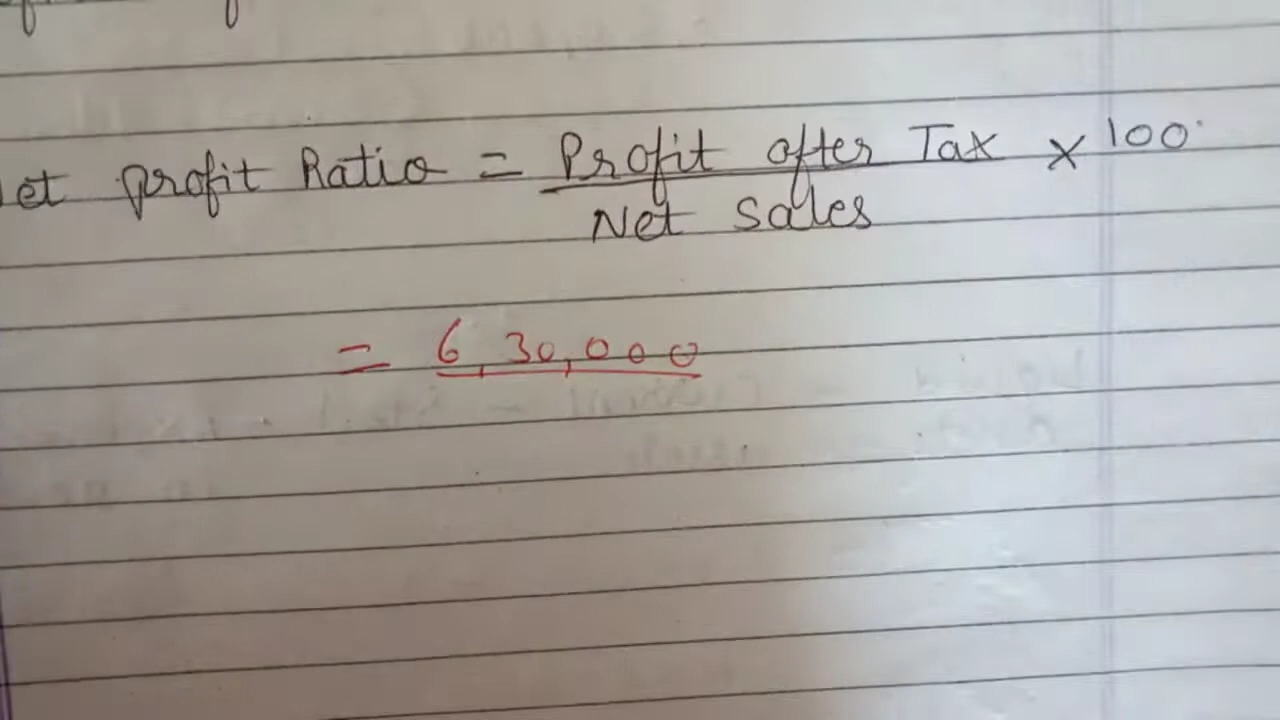 et profit Ratio = Profit after Tax × 100
Net Sales
= 6,30,000